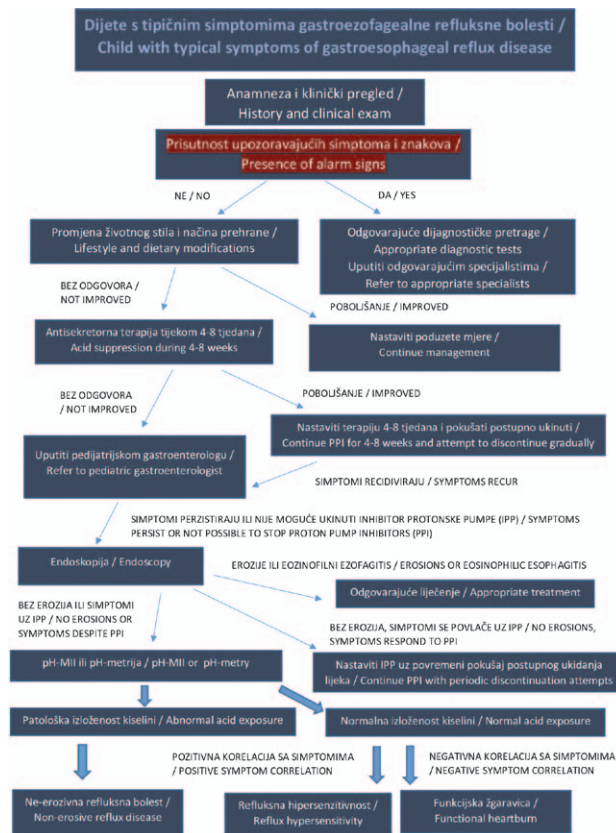 Dijete s tipičnim simptomima gastroezofagealne refluksne bolesti /
Child with typical symptoms of gastroesophageal reflux disease
Anamneza i klinički pregled /
History and clinical exam
Prisutnost upozoravajućih simptoma i znakova /
Presence of alarm signs
NE / NO
DA / YES
Promjena životnog stila i načina prehrane /
Lifestyle and dietary modifications
Odgovarajuće dijagnostičke pretrage /
Appropriate diagnostic tests
Uputiti odgovarajućim specijalistima /
Refer to appropriate specialists
BEZ ODGOVORA /
NOT IMPROVED
POBOLJŠANJE / IMPROVED
Antisekretorna terapija tijekom 4-8 tjedana /
Acid suppression during 4-8 weeks
Nastaviti poduzete mjere /
Continue management
BEZ ODGOVORA
/ NOT IMPROVED
POBOLJŠANJE / IMPROVED
Nastaviti terapiju 4-8 tjedana i pokušati postupno ukinuti /
Continue PPI for 4-8 weeks and attempt to discontinue gradually
Uputiti pedijatrijskom gastroenterologu /
Refer to pediatric gastroenterologist
SIMPTOMI RECIDIVIRAJU / SYMPTOMS RECUR
SIMPTOMI PERZISTIRAJU ILI NIJE MOGUĆE UKINUTI INHIBITOR PROTONSKE PUMPE (IPP) / SYMPTOMS
PERSIST OR NOT POSSIBLE TO STOP PROTON PUMP INHIBITORS (PPI)
Endoskopija / Endoscopy
EROZIJE ILI EOZINOFILNI EZOFAGITIS / EROSIONS OR EOSINOPHILIC ESOPHAGITIS
Odgovarajuće liječenje / Appropriate treatment
BEZ EROZIJA ILI SIMPTOMI
UZ IPP / NO EROSIONS OR
SYMPTOMS DESPITE PPI
BEZ EROZIJA, SIMPTOMI SE POVLAČE UZ IPP / NO EROSIONS,
SYMPTOMS RESPOND TO PPI
pH-MII ili pH-metrija / pH-MII or pH-metry
Nastaviti IPP uz povremeni pokušaj postupnog ukidanja
lijeka / Continue PPI with periodic discontinuation attempts
Patološka izloženost kiselini / Abnormal acid exposure
Normalna izloženost kiselini / Normal acid exposure
POZITIVNA KORELACIJA SA SIMPTOMIMA
/ POSITIVE SYMPTOM CORRELATION
NEGATIVNA KORELACIJA SA SIMPTOMIMA
/ NEGATIVE SYMPTOM CORRELATION
Ne-erozivna refluksna bolest /
Non-erosive reflux disease
Refluksna hipersenzitivnost /
Reflux hypersensitivity
Funkcijska žgaravica /
Functional heartburn